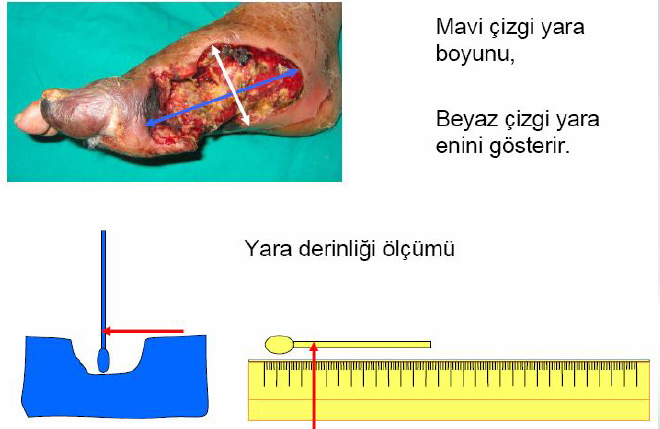 Mavi çizgi yara
boyunu,
Beyaz çizgi yara
enini gösterir.
Yara derinliği ölçümü